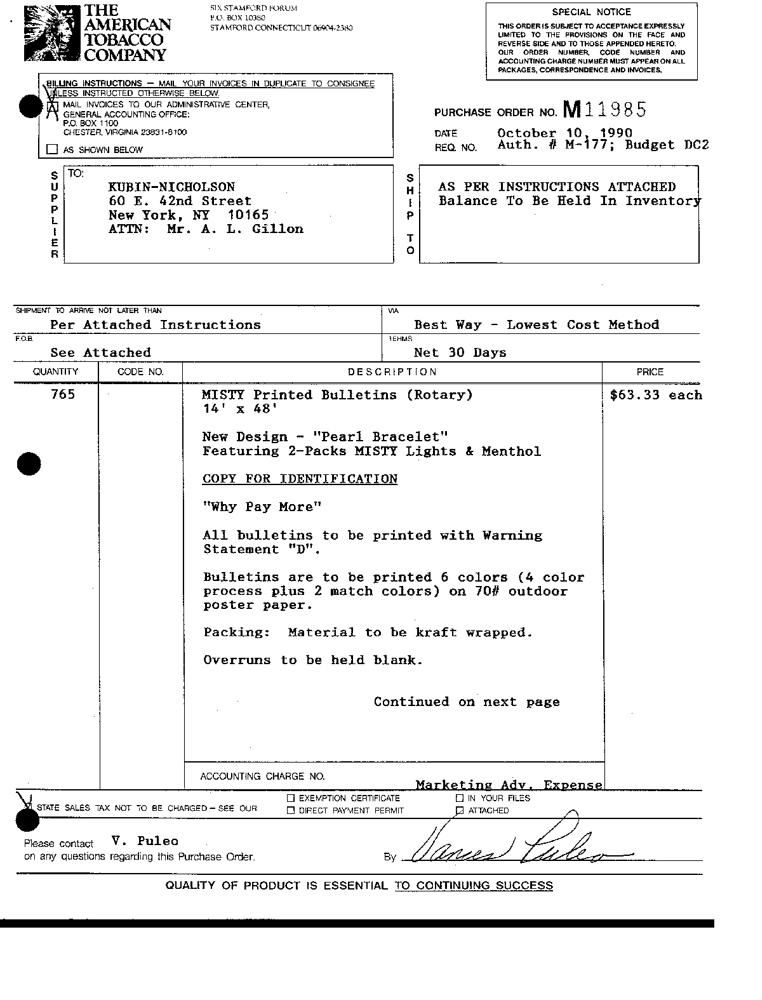 THE
AMERICAN
TOBACCO
COMPANY
SIX STAMFORD FORUM
P.O. BOX 10380
STAMFORD CONNECTICUT 06904-2380
SPECIAL NOTICE
THIS ORDER IS SUBJECT TO ACCEPTANCE EXPRESSLY
LIMITED TO THE PROVISIONS ON THE FACE AND
REVERSE SIDE AND TO THOSE APPENDED HERETO.
OUR ORDER NUMBER, CODE NUMBER AND
ACCOUNTING CHARGE NUMBER MUST APPEAR ON ALL
PACKAGES, CORRESPONDENCE AND INVOICES.
BILLING INSTRUCTIONS — MAIL YOUR INVOICES IN DUPLICATE TO CONSIGNEE
UNLESS INSTRUCTED OTHERWISE BELOW.
MAIL INVOICES TO OUR ADMINISTRATIVE CENTER,
GENERAL ACCOUNTING OFFICE:
P.O. BOX 1100
CHESTER, VIRGINIA 23831-8100
AS SHOWN BELOW
PURCHASE ORDER NO. M11985
DATE October 10, 1990
REQ. NO. Auth. # M-177; Budget DC2
SUPPLIER
TO:
KUBIN-NICHOLSON
60 E. 42nd Street
New York, NY 10165
ATTN: Mr. A. L. Gillon
SHIP TO
AS PER INSTRUCTIONS ATTACHED
Balance To Be Held In Inventory
SHIPMENT TO ARRIVE NOT LATER THAN
Per Attached Instructions
VIA
Best Way - Lowest Cost Method
F.O.B.
See Attached
TERMS
Net 30 Days
QUANTITY CODE NO. DESCRIPTION PRICE
765 MISTY Printed Bulletins (Rotary) $63.33 each
14' x 48'
New Design - "Pearl Bracelet"
Featuring 2-Packs MISTY Lights & Menthol
COPY FOR IDENTIFICATION
"Why Pay More"
All bulletins to be printed with Warning
Statement "D".
Bulletins are to be printed 6 colors (4 color
process plus 2 match colors) on 70# outdoor
poster paper.
Packing: Material to be kraft wrapped.
Overruns to be held blank.
Continued on next page
ACCOUNTING CHARGE NO.
Marketing Adv. Expense
STATE SALES TAX NOT TO BE CHARGED — SEE OUR
EXEMPTION CERTIFICATE
DIRECT PAYMENT PERMIT
IN YOUR FILES
ATTACHED
Please contact V. Puleo
on any questions regarding this Purchase Order.
By
QUALITY OF PRODUCT IS ESSENTIAL TO CONTINUING SUCCESS